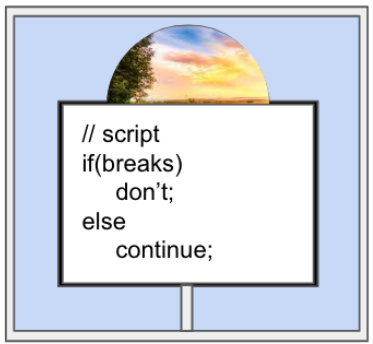 // script
if(breaks)
don’t;
else
continue;